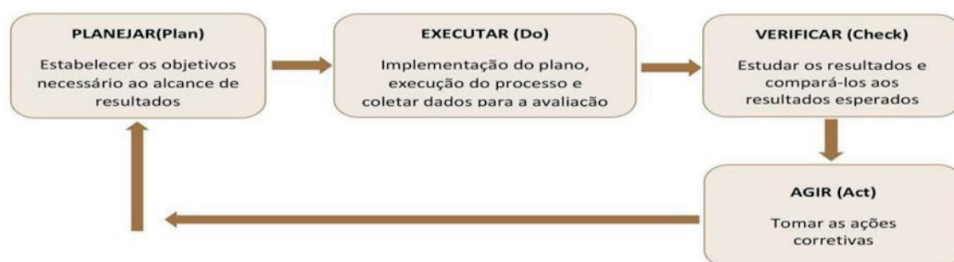 PLANEJAR(Plan)
Estabelecer os objetivos
necessário ao alcance de
resultados
EXECUTAR (Do)
Implementação do plano,
execução do processo e
coletar dados para a avaliação
VERIFICAR (Check)
Estudar os resultados e
compará-los aos
resultados esperados
AGIR (Act)
Tomar as ações
corretivas